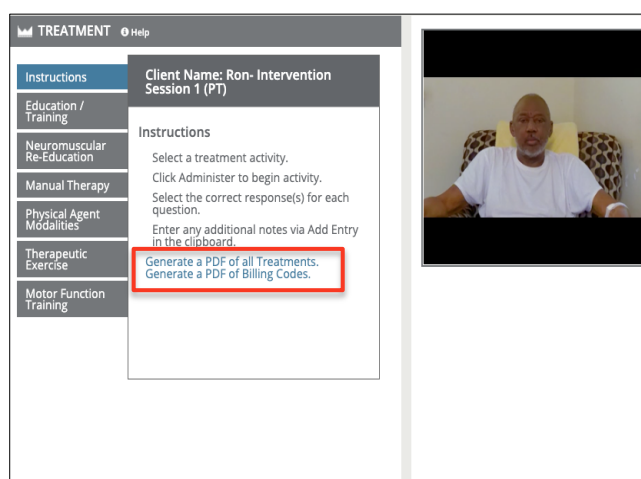 TREATMENT Help
Instructions
Education /
Training
Neuromuscular
Re-Education
Manual Therapy
Physical Agent
Modalities
Therapeutic
Exercise
Motor Function
Training
Client Name: Ron- Intervention
Session 1 (PT)
Instructions
Select a treatment activity.
Click Administer to begin activity.
Select the correct response(s) for each
question.
Enter any additional notes via Add Entry
in the clipboard.
Generate a PDF of all Treatments.
Generate a PDF of Billing Codes.